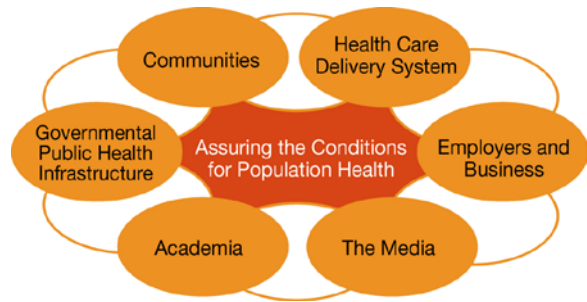 Communities
Health Care
Delivery System
Governmental
Public Health
Infrastructure
Assuring the Conditions
for Population Health
Employers and
Business
Academia
The Media